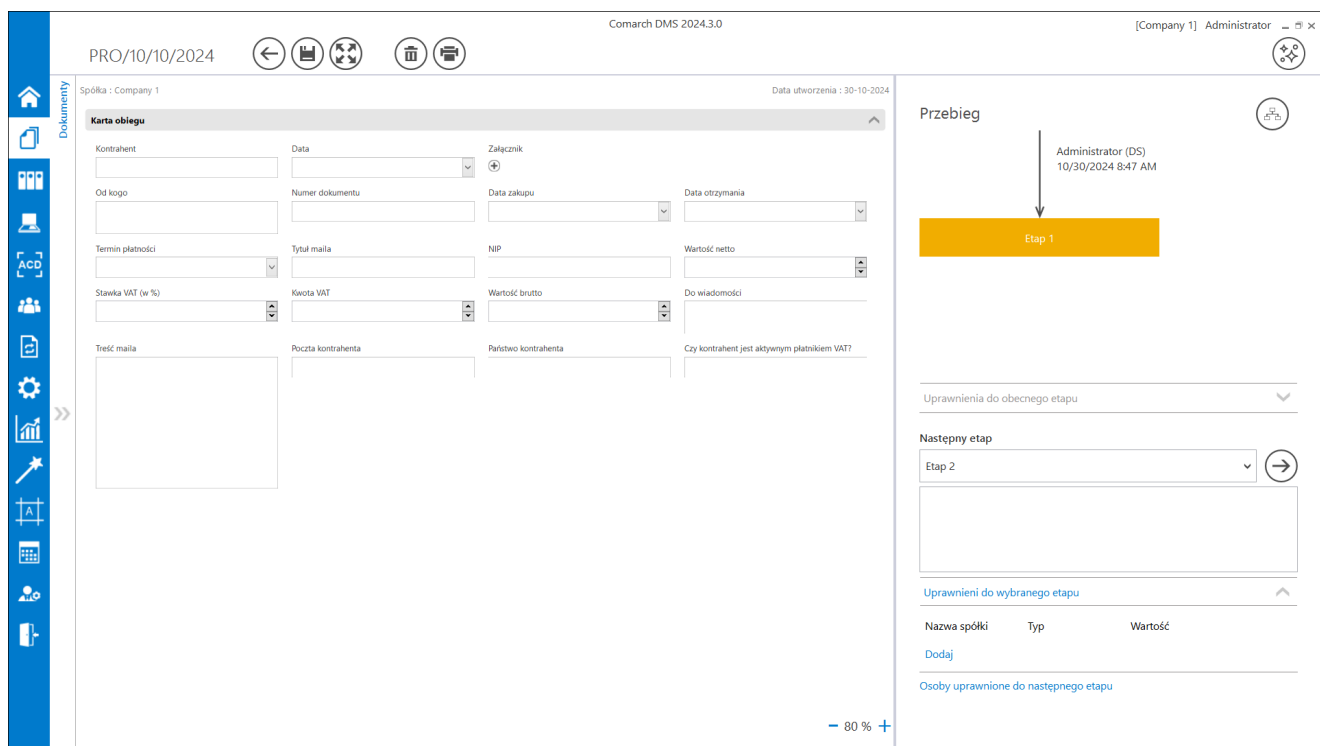 Comarch DMS 2024.3.0
[Company 1] Administrator
PRO/10/10/2024
Dokumenty
Spółka : Company 1
Data utworzenia : 30-10-2024
Karta obiegu
Kontrahent Data Załącznik
Od kogo Numer dokumentu Data zakupu Data otrzymania
Termin płatności Tytuł maila NIP Wartość netto
Stawka VAT (w %) Kwota VAT Wartość brutto Do wiadomości
Treść maila Poczta kontrahenta Państwo kontrahenta Czy kontrahent jest aktywnym płatnikiem VAT?
80 %
ACD
A
Przebieg
Administrator (DS)
10/30/2024 8:47 AM
Etap 1
Uprawnienia do obecnego etapu
Następny etap
Etap 2
Uprawnieni do wybranego etapu
Nazwa spółki Typ Wartość
Dodaj
Osoby uprawnione do następnego etapu